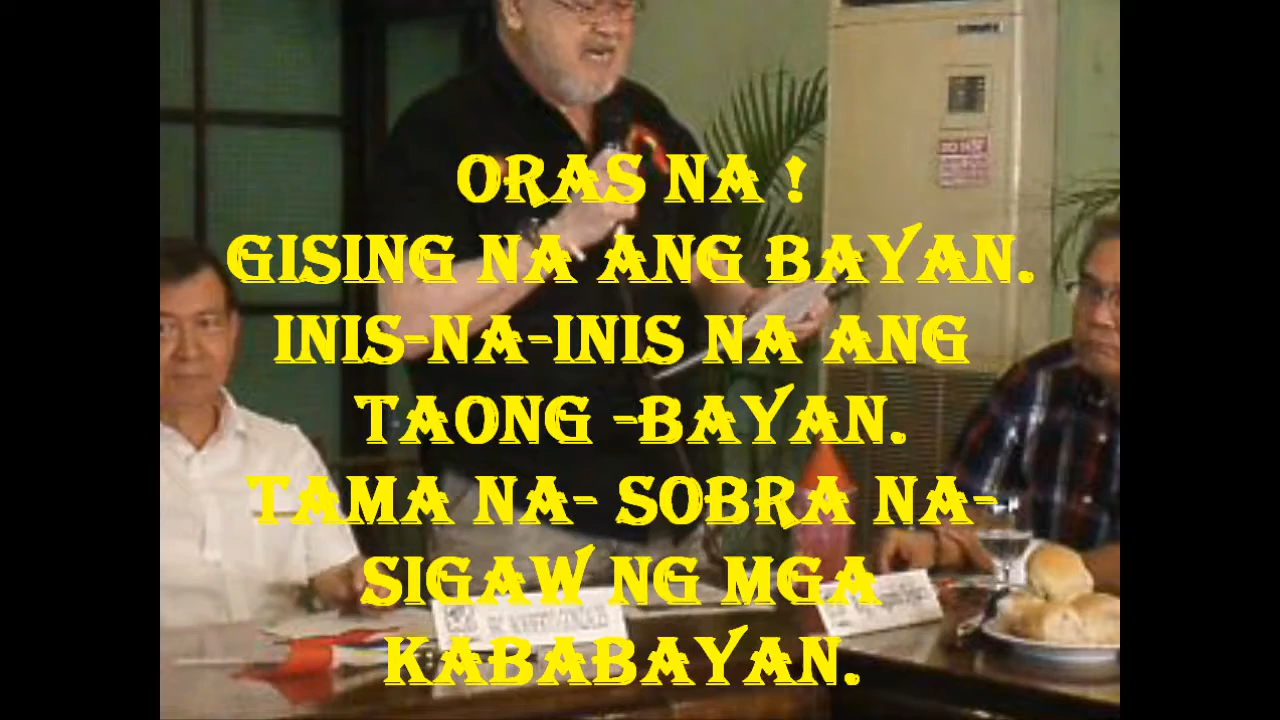 ORAS NA !
GISING NA ANG BAYAN.
INIS-NA-INIS NA ANG
TAONG -BAYAN.
TAMA NA- SOBRA NA-
SIGAW NG MGA
KABABAYAN.